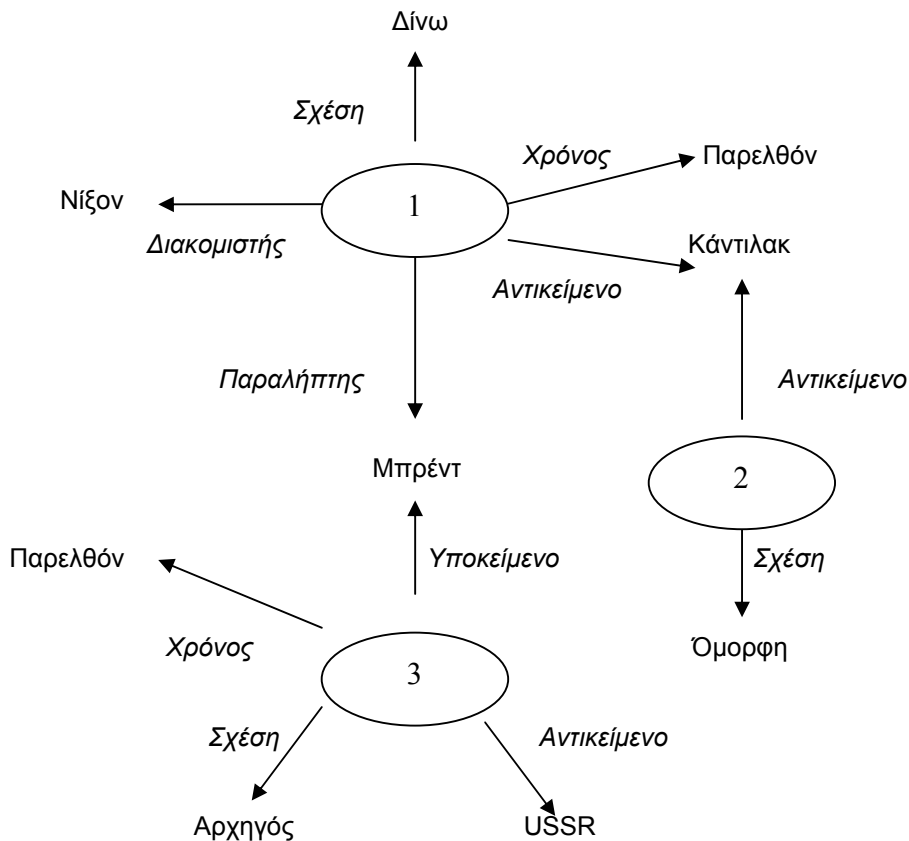 Δίνω
Σχέση
Χρόνος
Παρελθόν
Νίξον
1
Διακομιστής
Κάντιλακ
Αντικείμενο
Παραλήπτης
Αντικείμενο
Μπρέντ
2
Παρελθόν
Υποκείμενο
Σχέση
Χρόνος
3
Όμορφη
Σχέση
Αντικείμενο
Αρχηγός
USSR